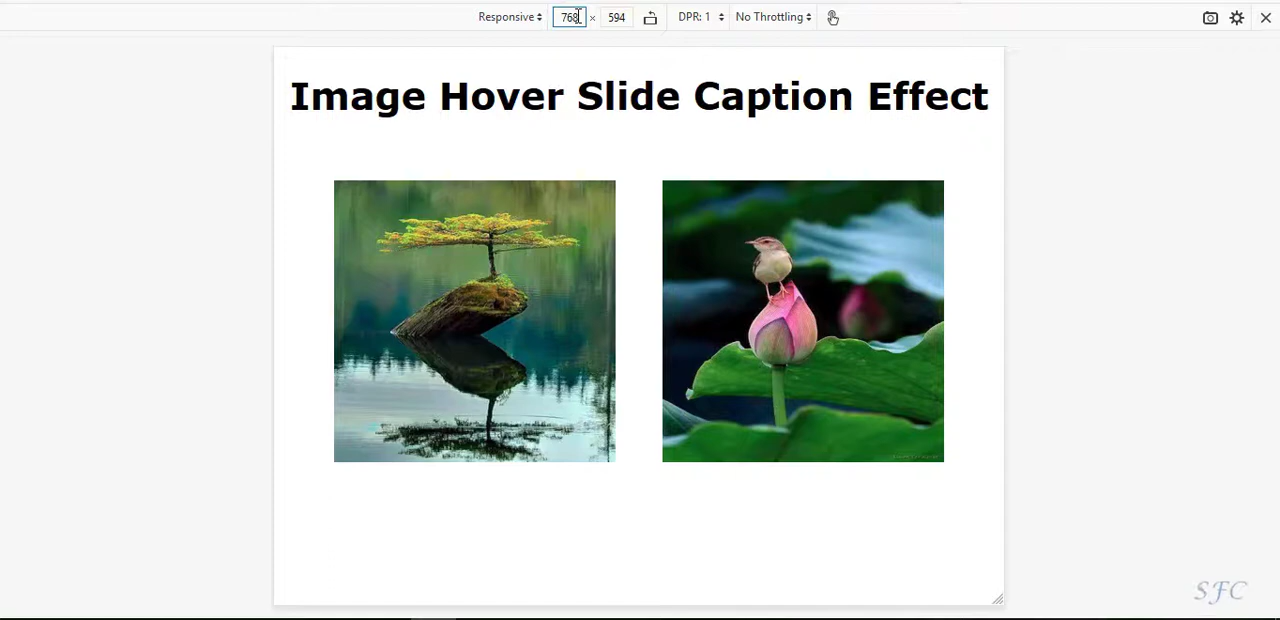 Responsive 768 × 594 DPR: 1 No Throttling
Image Hover Slide Caption Effect
SFC